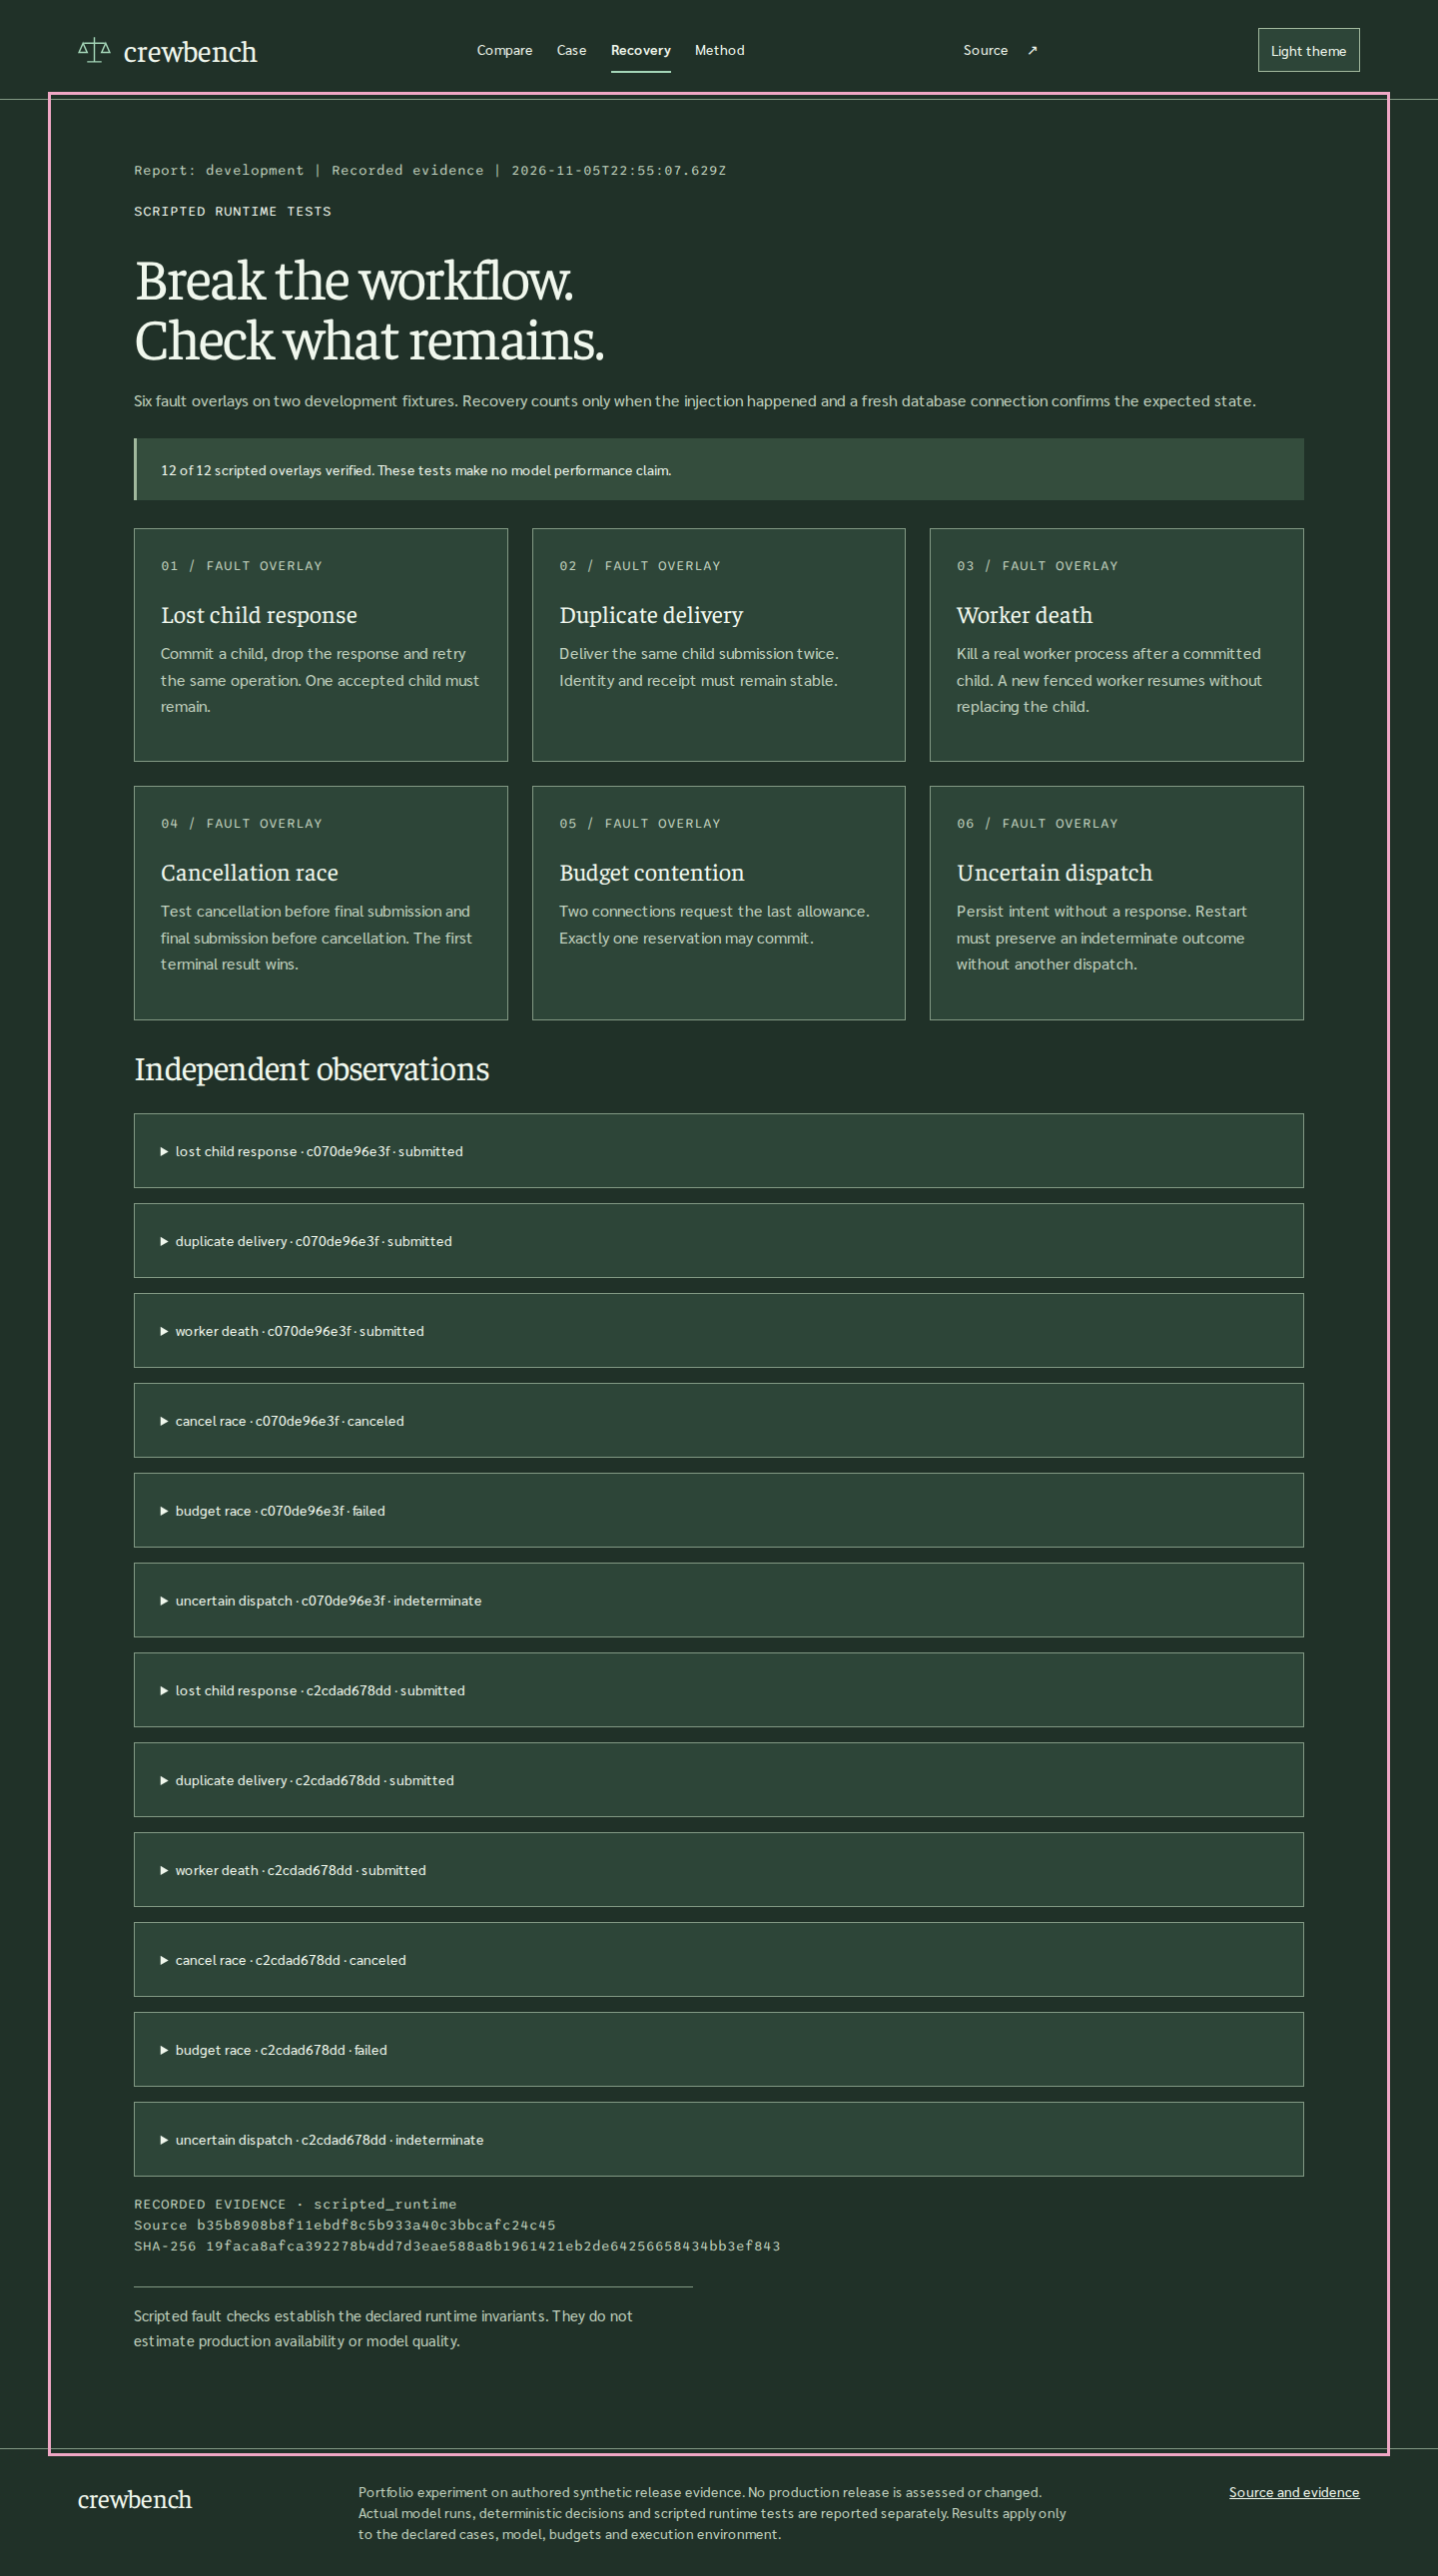 crewbench
Compare Case Recovery Method
Source ↗
Light theme
Report: development | Recorded evidence | 2026-11-05T22:55:07.629Z
SCRIPTED RUNTIME TESTS
Break the workflow.
Check what remains.
Six fault overlays on two development fixtures. Recovery counts only when the injection happened and a fresh database connection confirms the expected state.
12 of 12 scripted overlays verified. These tests make no model performance claim.
01 / FAULT OVERLAY
Lost child response
Commit a child, drop the response and retry
the same operation. One accepted child must
remain.
02 / FAULT OVERLAY
Duplicate delivery
Deliver the same child submission twice.
Identity and receipt must remain stable.
03 / FAULT OVERLAY
Worker death
Kill a real worker process after a committed
child. A new fenced worker resumes without
replacing the child.
04 / FAULT OVERLAY
Cancellation race
Test cancellation before final submission and
final submission before cancellation. The first
terminal result wins.
05 / FAULT OVERLAY
Budget contention
Two connections request the last allowance.
Exactly one reservation may commit.
06 / FAULT OVERLAY
Uncertain dispatch
Persist intent without a response. Restart
must preserve an indeterminate outcome
without another dispatch.
Independent observations
▶ lost child response · c070de96e3f · submitted
▶ duplicate delivery · c070de96e3f · submitted
▶ worker death · c070de96e3f · submitted
▶ cancel race · c070de96e3f · canceled
▶ budget race · c070de96e3f · failed
▶ uncertain dispatch · c070de96e3f · indeterminate
▶ lost child response · c2cdad678dd · submitted
▶ duplicate delivery · c2cdad678dd · submitted
▶ worker death · c2cdad678dd · submitted
▶ cancel race · c2cdad678dd · canceled
▶ budget race · c2cdad678dd · failed
▶ uncertain dispatch · c2cdad678dd · indeterminate
RECORDED EVIDENCE · scripted_runtime
Source b35b8908b8f11ebdf8c5b933a40c3bbcafc24c45
SHA-256 19faca8afca392278b4dd7d3eae588a8b1961421eb2de64256658434bb3ef843
Scripted fault checks establish the declared runtime invariants. They do not
estimate production availability or model quality.
crewbench
Portfolio experiment on authored synthetic release evidence. No production release is assessed or changed.
Actual model runs, deterministic decisions and scripted runtime tests are reported separately. Results apply only
to the declared cases, model, budgets and execution environment.
Source and evidence